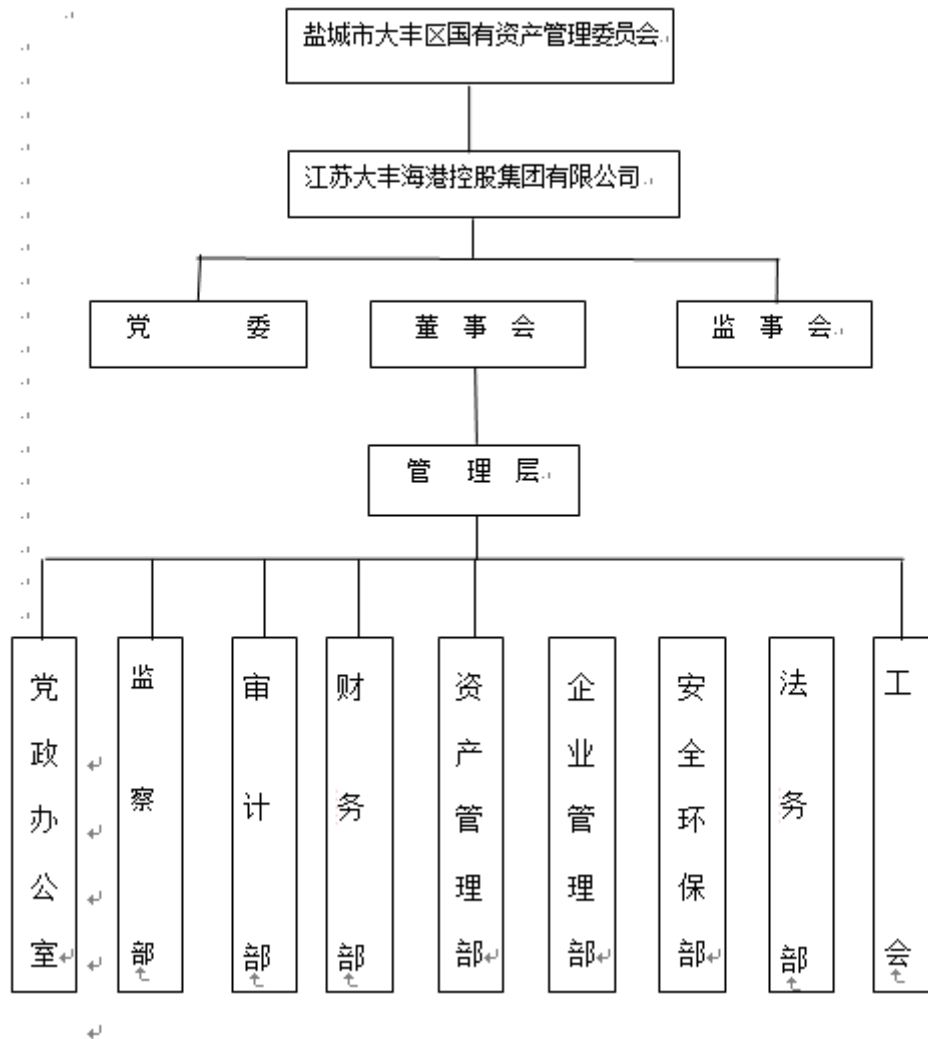 盐城市大丰区国有资产管理委员会
江苏大丰海港控股集团有限公司
党 委
董 事 会
监 事 会
管 理 层
党政办公室
监察部
审计部
财务部
资产管理部
企业管理部
安全环保部
法务部
工会